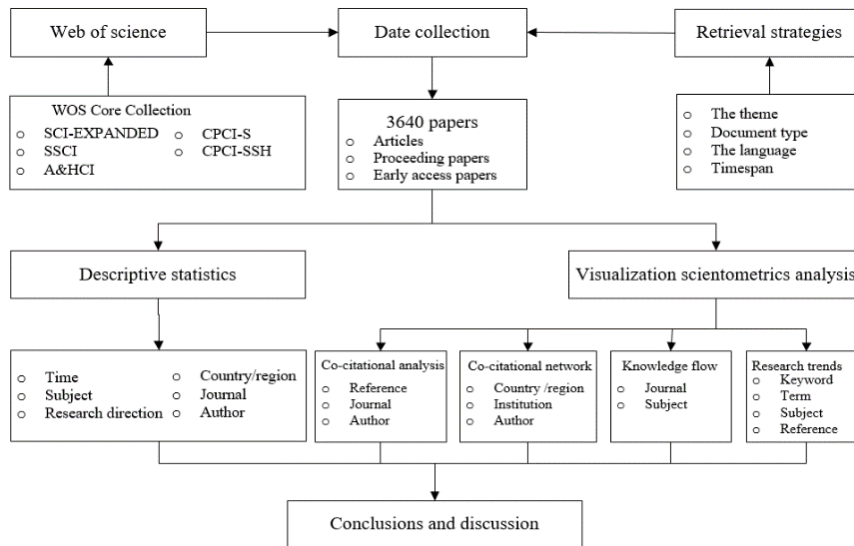 Web of science
Date collection
Retrieval strategies
WOS Core Collection
SCI-EXPANDED
CPCI-S
SSCI
CPCI-SSH
A&HCI
3640 papers
Articles
Proceeding papers
Early access papers
The theme
Document type
The language
Timespan
Descriptive statistics
Visualization scientometrics analysis
Time
Country/region
Subject
Journal
Research direction
Author
Co-citational analysis
Reference
Journal
Author
Co-citational network
Country /region
Institution
Author
Knowledge flow
Journal
Subject
Research trends
Keyword
Term
Subject
Reference
Conclusions and discussion